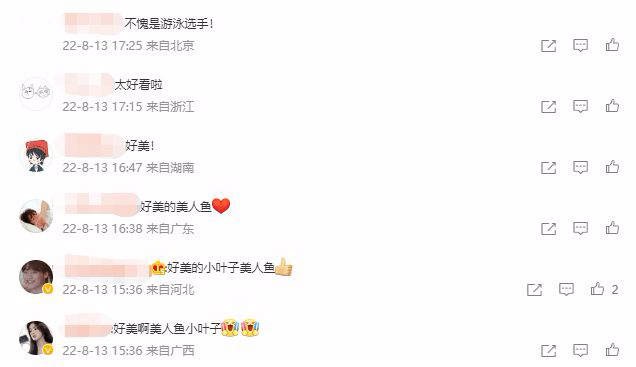 不愧是游泳选手!
22-8-13 17:25 来自北京
太好看啦
22-8-13 17:15 来自浙江
好美!
22-8-13 16:47 来自湖南
好美的美人鱼
22-8-13 16:38 来自广东
:好美的小叶子美人鱼
22-8-13 15:36 来自河北
2
:好美啊美人鱼小叶子
22-8-13 15:36 来自广西